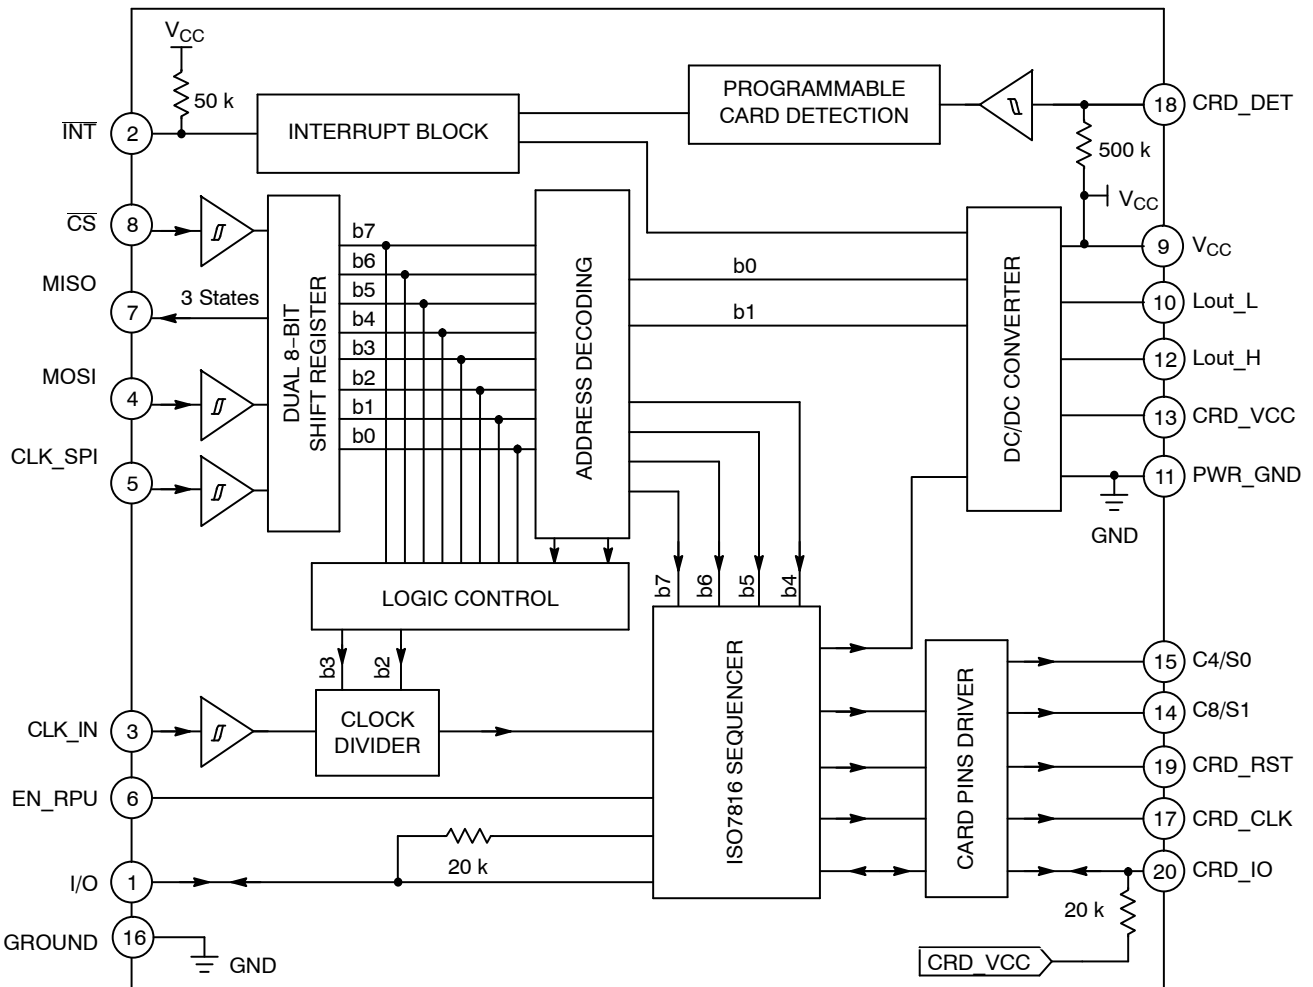 VCC
50 k
INT
2
INTERRUPT BLOCK
PROGRAMMABLE
CARD DETECTION
18
CRD_DET
500 k
VCC
CS
8
9
VCC
MISO
7
3 States
DUAL 8–BIT
SHIFT REGISTER
b7
b6
b5
b4
b3
b2
b1
b0
ADDRESS DECODING
b0
b1
DC/DC CONVERTER
10
Lout_L
12
Lout_H
MOSI
4
13
CRD_VCC
CLK_SPI
5
11
PWR_GND
GND
LOGIC CONTROL
b7
b6
b5
b4
b3
b2
ISO7816 SEQUENCER
CARD PINS DRIVER
15
C4/S0
14
C8/S1
CLK_IN
3
CLOCK
DIVIDER
19
CRD_RST
EN_RPU
6
17
CRD_CLK
20 k
I/O
1
20
CRD_IO
20 k
GROUND
16
GND
CRD_VCC